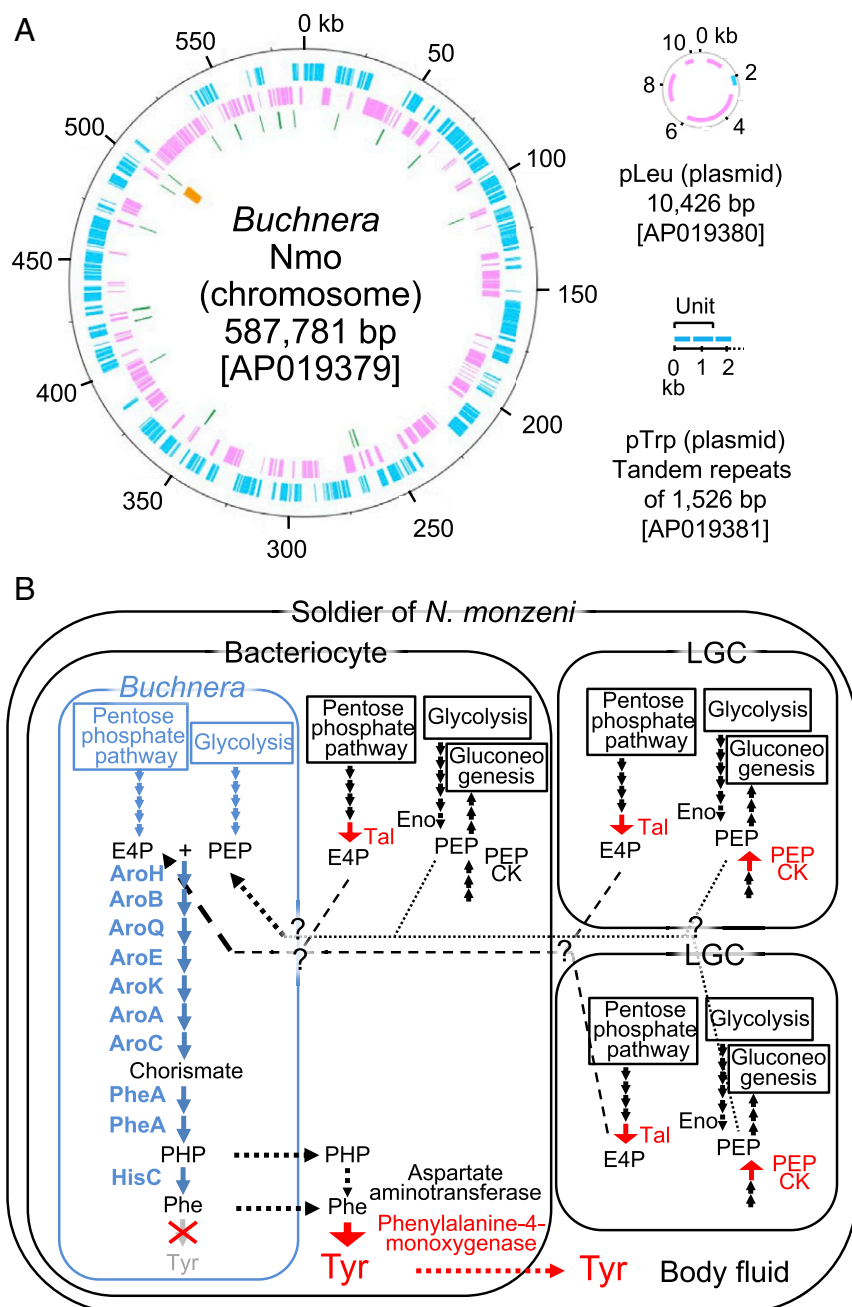 A
0 kb
50
100
150
200
250
300
350
400
450
500
550
Buchnera
Nmo
(chromosome)
587,781 bp
[AP019379]
10
0 kb
2
4
6
8
pLeu (plasmid)
10,426 bp
[AP019380]
Unit
0
1
2
kb
pTrp (plasmid)
Tandem repeats
of 1,526 bp
[AP019381]
B
Soldier of N. monzeni
Bacteriocyte
Buchnera
Pentose
phosphate
pathway
Glycolysis
E4P
+
PEP
AroH
AroB
AroQ
AroE
AroK
AroA
AroC
Chorismate
PheA
PheA
PHP
HisC
Phe
Tyr
Pentose
phosphate
pathway
Glycolysis
Gluconeo
genesis
Tal
E4P
Eno
PEP
PEP
CK
?
?
PHP
Aspartate
aminotransferase
Phe
Phenylalanine-4-
monoxygenase
Tyr
Tyr
Body fluid
LGC
Pentose
phosphate
pathway
Glycolysis
Gluconeo
genesis
Tal
E4P
Eno
PEP
PEP
CK
?
?
LGC
Pentose
phosphate
pathway
Glycolysis
Gluconeo
genesis
Tal
E4P
Eno
PEP
PEP
CK